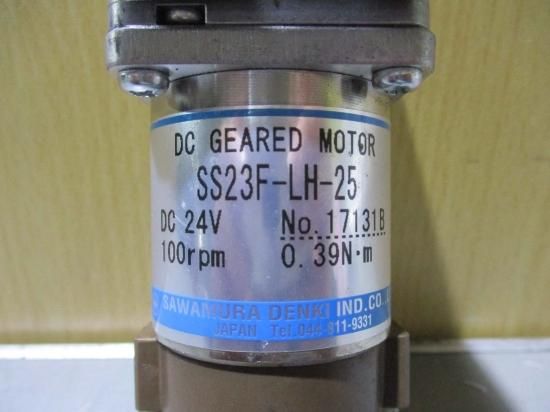 DC GEARED MOTOR
SS23F-LH-25
DC 24V No. 17131B
100rpm 0.39N·m
SAWAMURA DENKI IND.CO.,
JAPAN Tel.044-811-9331